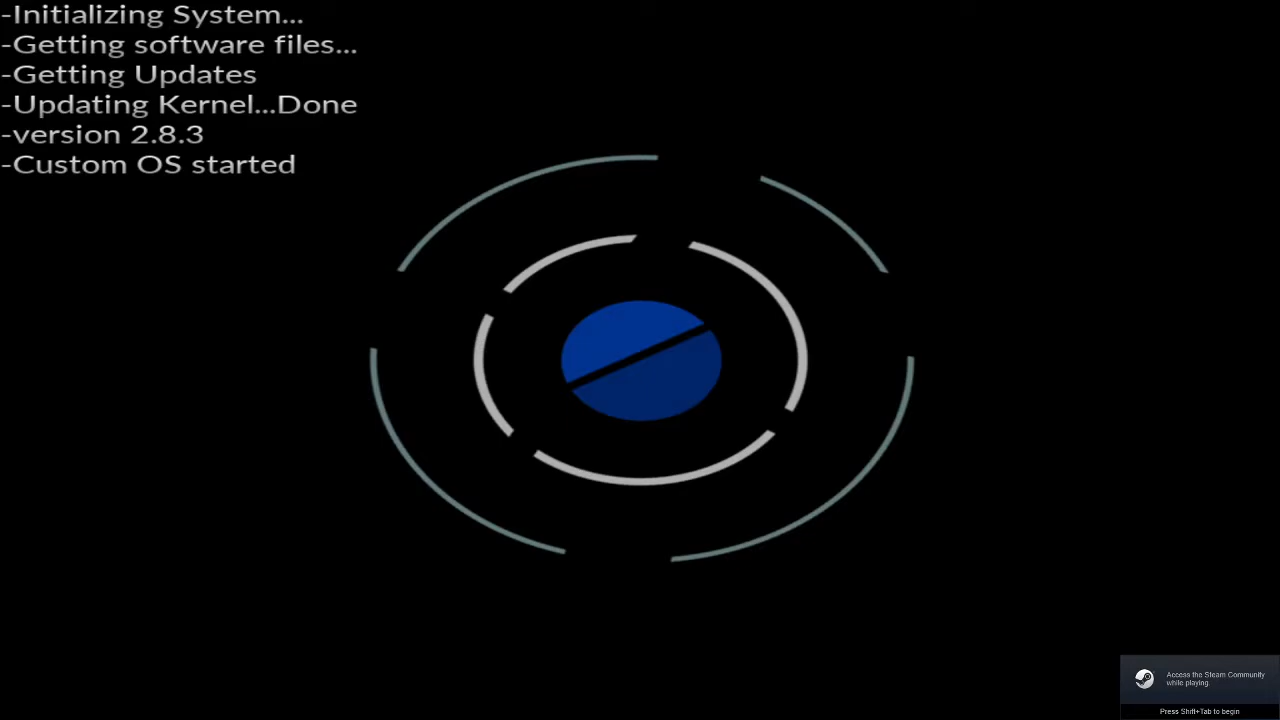 -Initializing System...
-Getting software files...
-Getting Updates
-Updating Kernel...Done
-version 2.8.3
-Custom OS started
Access the Steam Community
while playing
Press Shift+Tab to begin